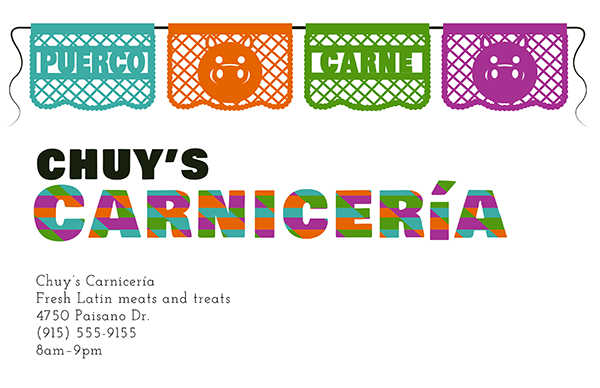 PUERCO CARNE
CHUY'S
CARNICERÍA
Chuy's Carnicería
Fresh Latin meats and treats
4750 Paisano Dr.
(915) 555-9155
8am–9pm